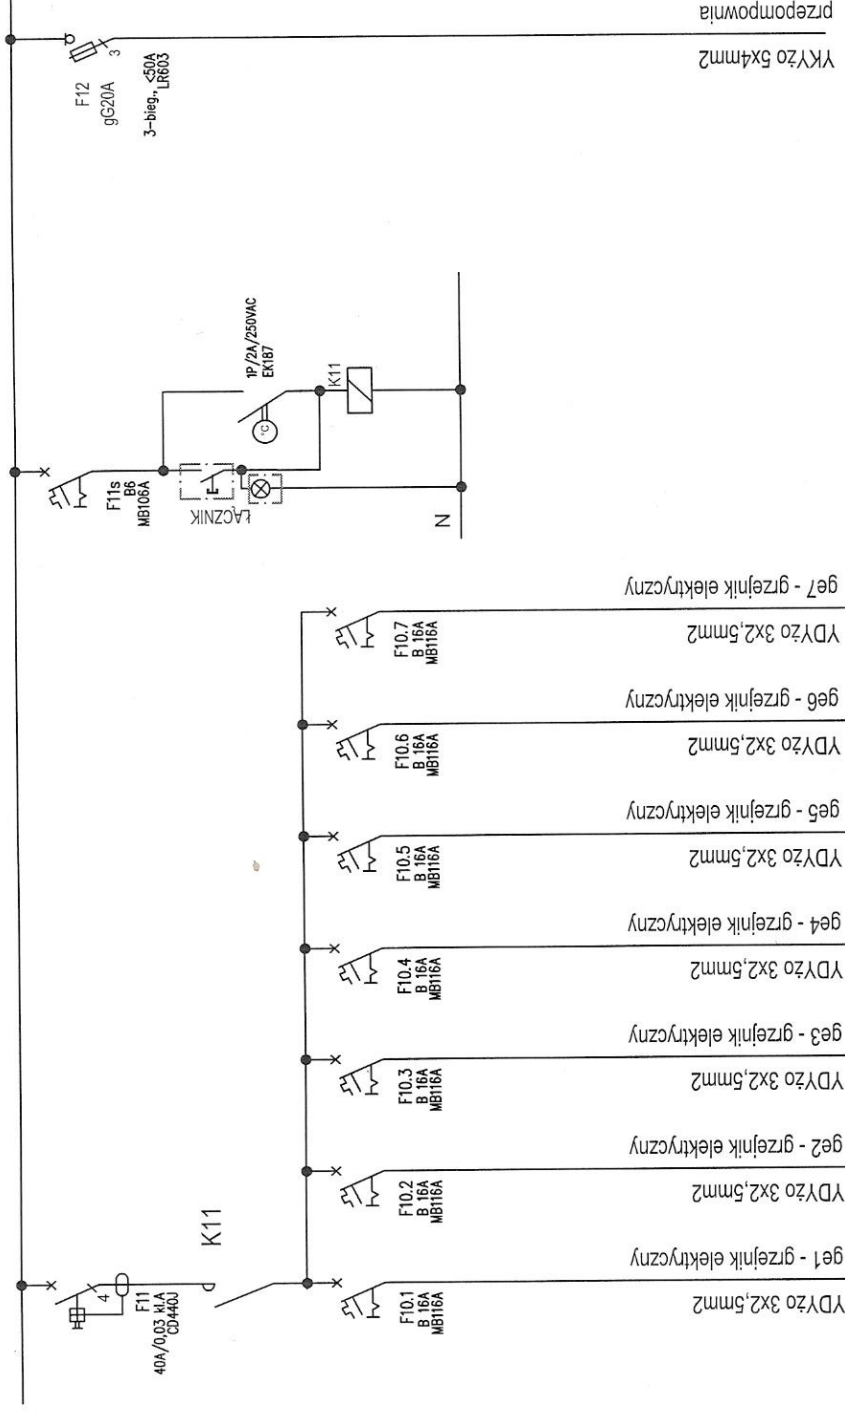 F12
gG20A
3-bieg., <50A
LR603
3
przepompownia
YKYżo 5x4mm2
F11s
B6
MB106A
ŁĄCZNIK
1P/2A/250VAC
EK187
°C
K11
N
4
F11
40A/0,03 kl.A
CD440J
K11
F10.1
B 16A
MB116A
ge1 - grzejnik elektryczny
YDYżo 3x2,5mm2
F10.2
B 16A
MB116A
ge2 - grzejnik elektryczny
YDYżo 3x2,5mm2
F10.3
B 16A
MB116A
ge3 - grzejnik elektryczny
YDYżo 3x2,5mm2
F10.4
B 16A
MB116A
ge4 - grzejnik elektryczny
YDYżo 3x2,5mm2
F10.5
B 16A
MB116A
ge5 - grzejnik elektryczny
YDYżo 3x2,5mm2
F10.6
B 16A
MB116A
ge6 - grzejnik elektryczny
YDYżo 3x2,5mm2
F10.7
B 16A
MB116A
ge7 - grzejnik elektryczny
YDYżo 3x2,5mm2